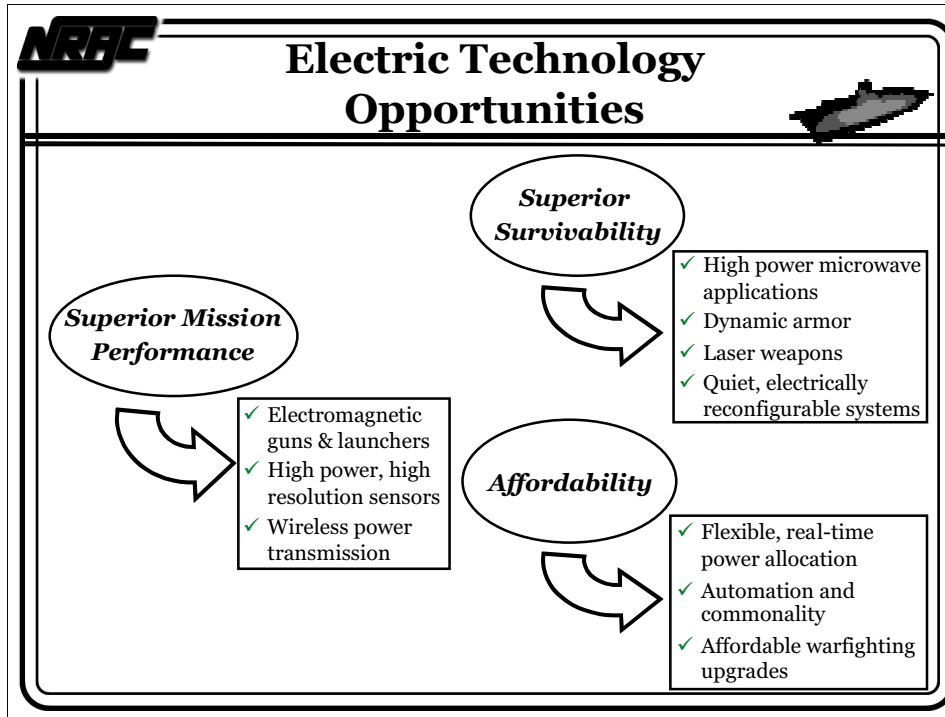 NRAC
Electric Technology
Opportunities
Superior Mission
Performance
✓ Electromagnetic
guns & launchers
✓ High power, high
resolution sensors
✓ Wireless power
transmission
Superior
Survivability
✓ High power microwave
applications
✓ Dynamic armor
✓ Laser weapons
✓ Quiet, electrically
reconfigurable systems
Affordability
✓ Flexible, real-time
power allocation
✓ Automation and
commonality
✓ Affordable warfighting
upgrades